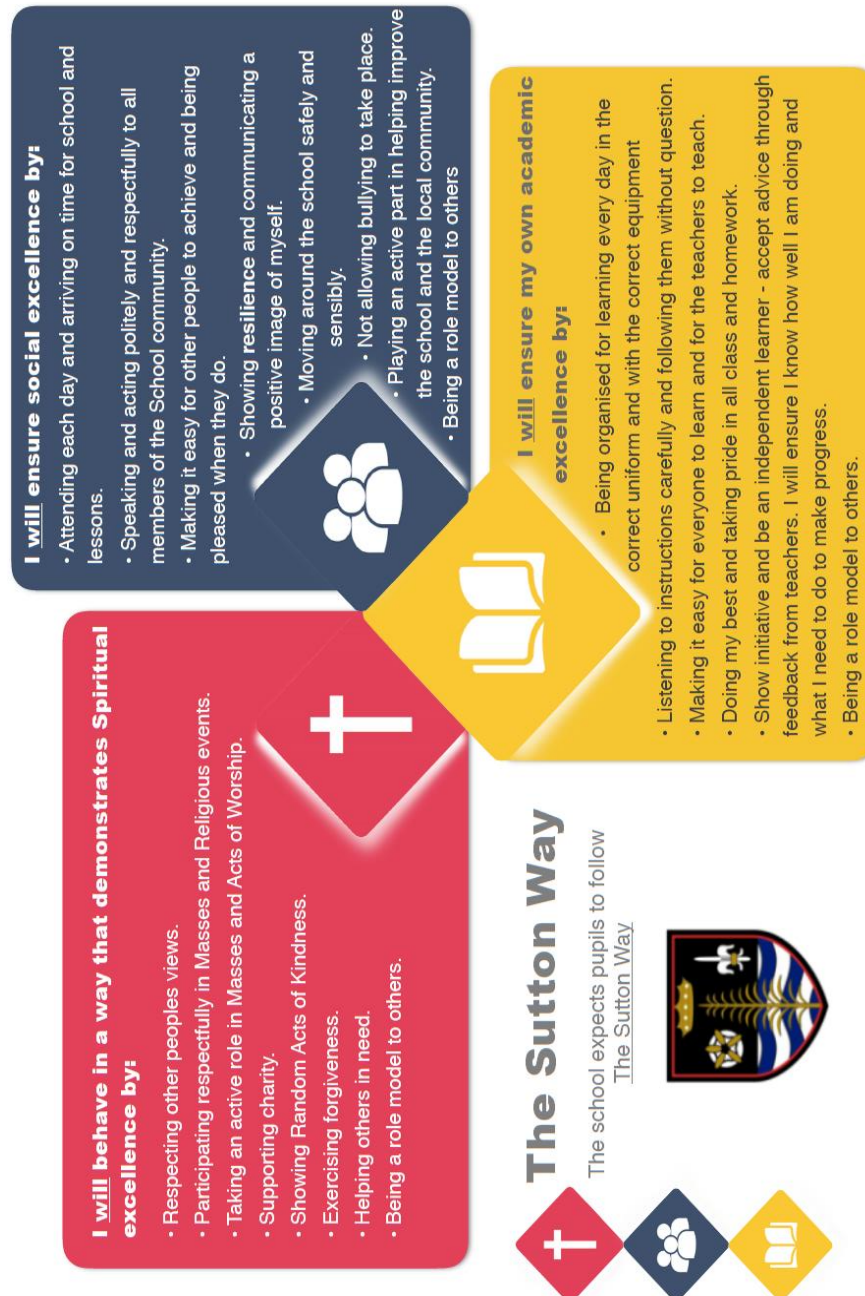 I will behave in a way that demonstrates Spiritual
excellence by:
• Respecting other peoples views.
• Participating respectfully in Masses and Religious events.
• Taking an active role in Masses and Acts of Worship.
• Supporting charity.
• Showing Random Acts of Kindness.
• Exercising forgiveness.
• Helping others in need.
• Being a role model to others.
I will ensure social excellence by:
• Attending each day and arriving on time for school and
lessons.
• Speaking and acting politely and respectfully to all
members of the School community.
• Making it easy for other people to achieve and being
pleased when they do.
• Showing resilience and communicating a
positive image of myself.
• Moving around the school safely and
sensibly.
• Not allowing bullying to take place.
• Playing an active part in helping improve
the school and the local community.
• Being a role model to others
The Sutton Way
The school expects pupils to follow
The Sutton Way
I will ensure my own academic
excellence by:
• Being organised for learning every day in the
correct uniform and with the correct equipment
• Listening to instructions carefully and following them without question.
• Making it easy for everyone to learn and for the teachers to teach.
• Doing my best and taking pride in all class and homework.
• Show initiative and be an independent learner - accept advice through
feedback from teachers. I will ensure I know how well I am doing and
what I need to do to make progress.
• Being a role model to others.